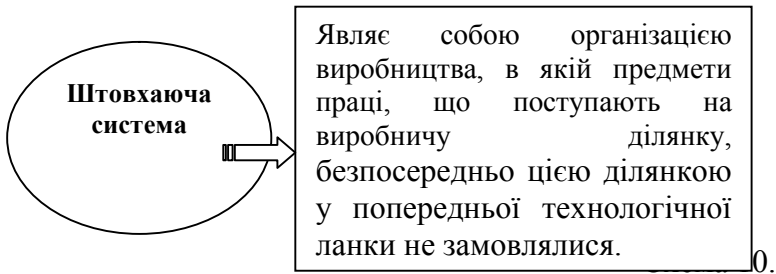 Штовхаюча
система
Являє собою організацією
виробництва, в якій предмети
праці, що поступають на
виробничу ділянку,
безпосередньо цією ділянкою
у попередньої технологічної
ланки не замовлялися.
0.